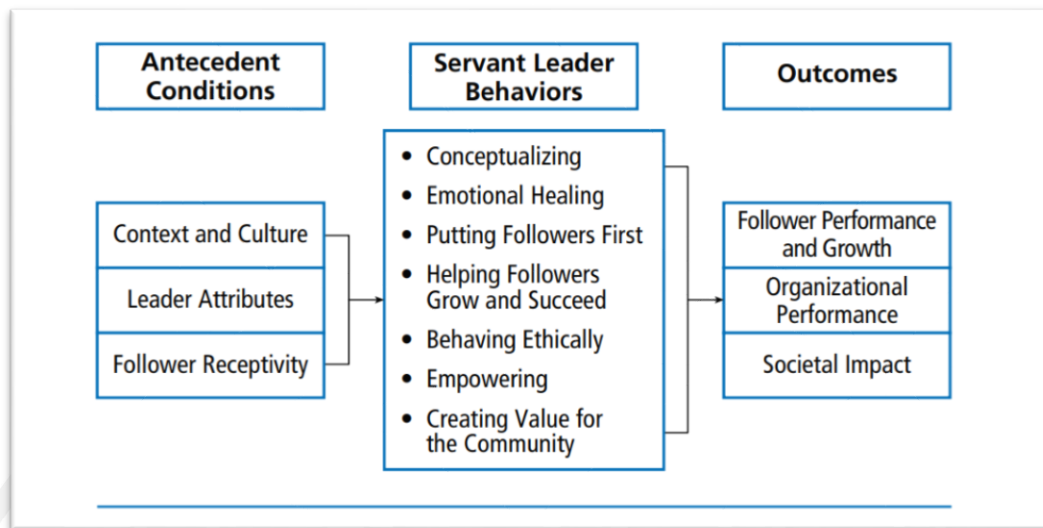 Antecedent
Conditions
Servant Leader
Behaviors
Outcomes
Context and Culture
Leader Attributes
Follower Receptivity
• Conceptualizing
• Emotional Healing
• Putting Followers First
• Helping Followers
Grow and Succeed
• Behaving Ethically
• Empowering
• Creating Value for
the Community
Follower Performance
and Growth
Organizational
Performance
Societal Impact